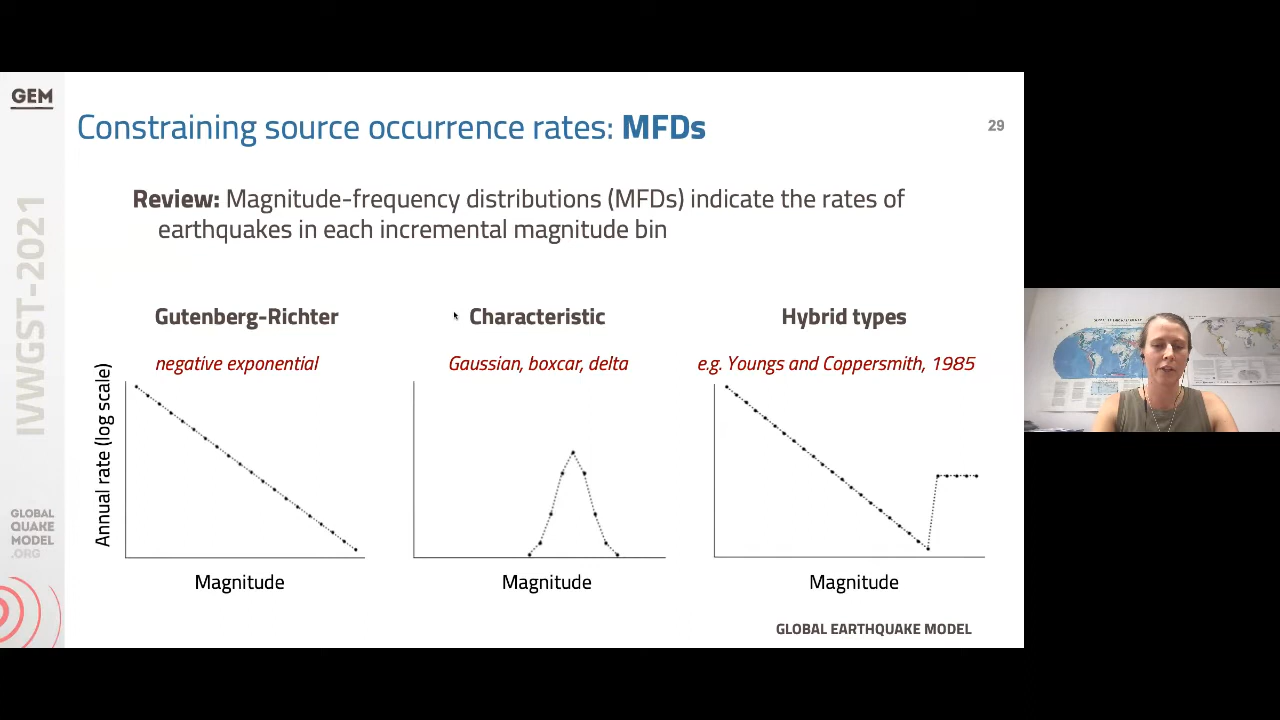 GEM
Constraining source occurrence rates: MFDs
29
Review: Magnitude-frequency distributions (MFDs) indicate the rates of
earthquakes in each incremental magnitude bin
IVWGST-2021
Gutenberg-Richter
negative exponential
Characteristic
Gaussian, boxcar, delta
Hybrid types
e.g. Youngs and Coppersmith, 1985
Annual rate (log scale)
Magnitude
Magnitude
Magnitude
GLOBAL
QUAKE
MODEL
.ORG
GLOBAL EARTHQUAKE MODEL